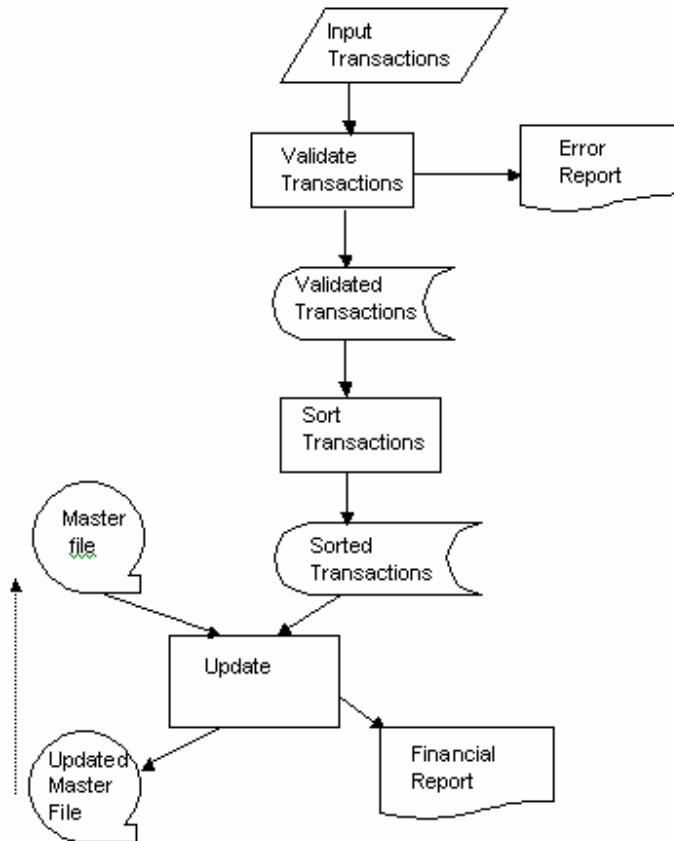 Input
Transactions
Validate
Transactions
Error
Report
Validated
Transactions
Sort
Transactions
Master
file
Sorted
Transactions
Update
Updated
Master
File
Financial
Report